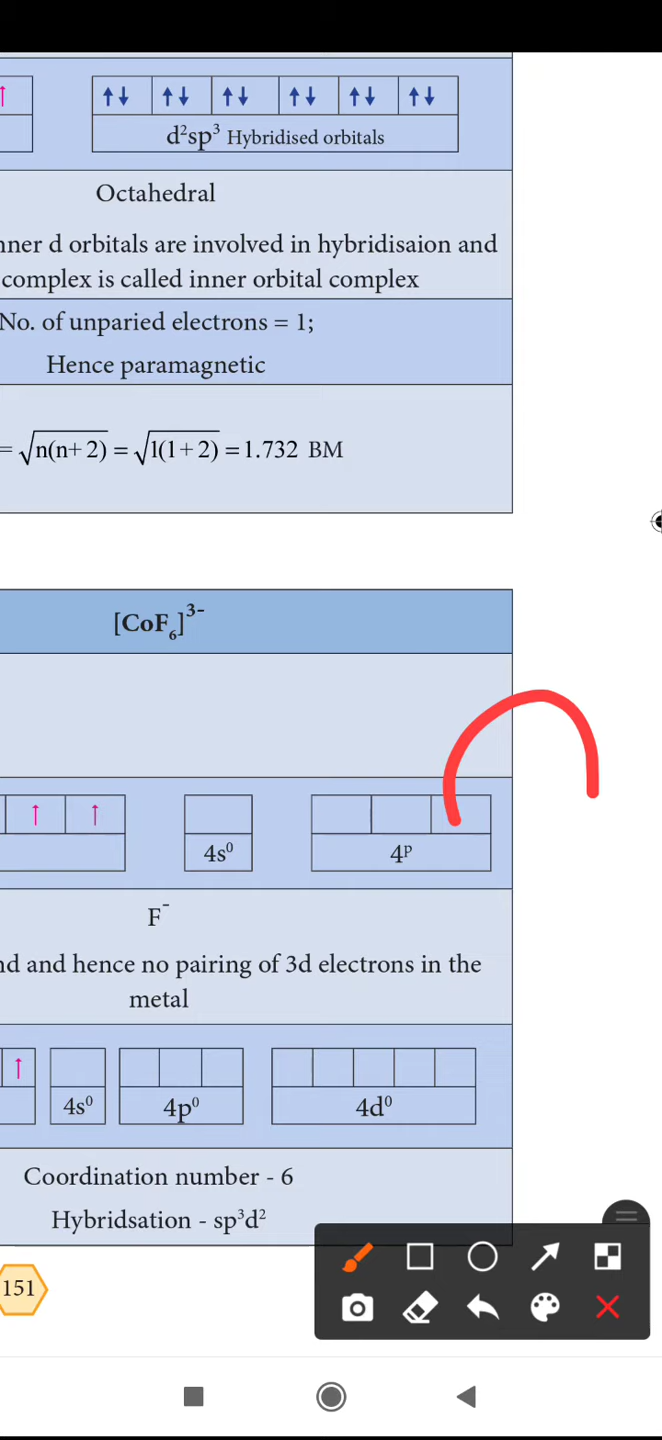 ↑
↑↓ ↑↓ ↑↓ ↑↓ ↑↓ ↑↓
d²sp³ Hybridised orbitals
Octahedral
nner d orbitals are involved in hybridisaion and
complex is called inner orbital complex
No. of unparied electrons = 1;
Hence paramagnetic
= √n(n+2) = √1(1+2) = 1.732 BM
[CoF₆]³⁻
↑ ↑
4s⁰ 4ᵖ
F⁻
nd and hence no pairing of 3d electrons in the
metal
↑
4s⁰ 4p⁰ 4d⁰
Coordination number - 6
Hybridsation - sp³d²
151